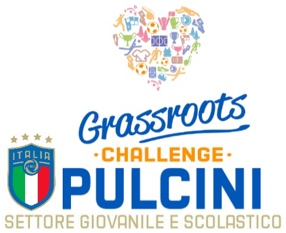 Grassroots
• CHALLENGE •
ITALIA
PULCINI
SETTORE GIOVANILE E SCOLASTICO